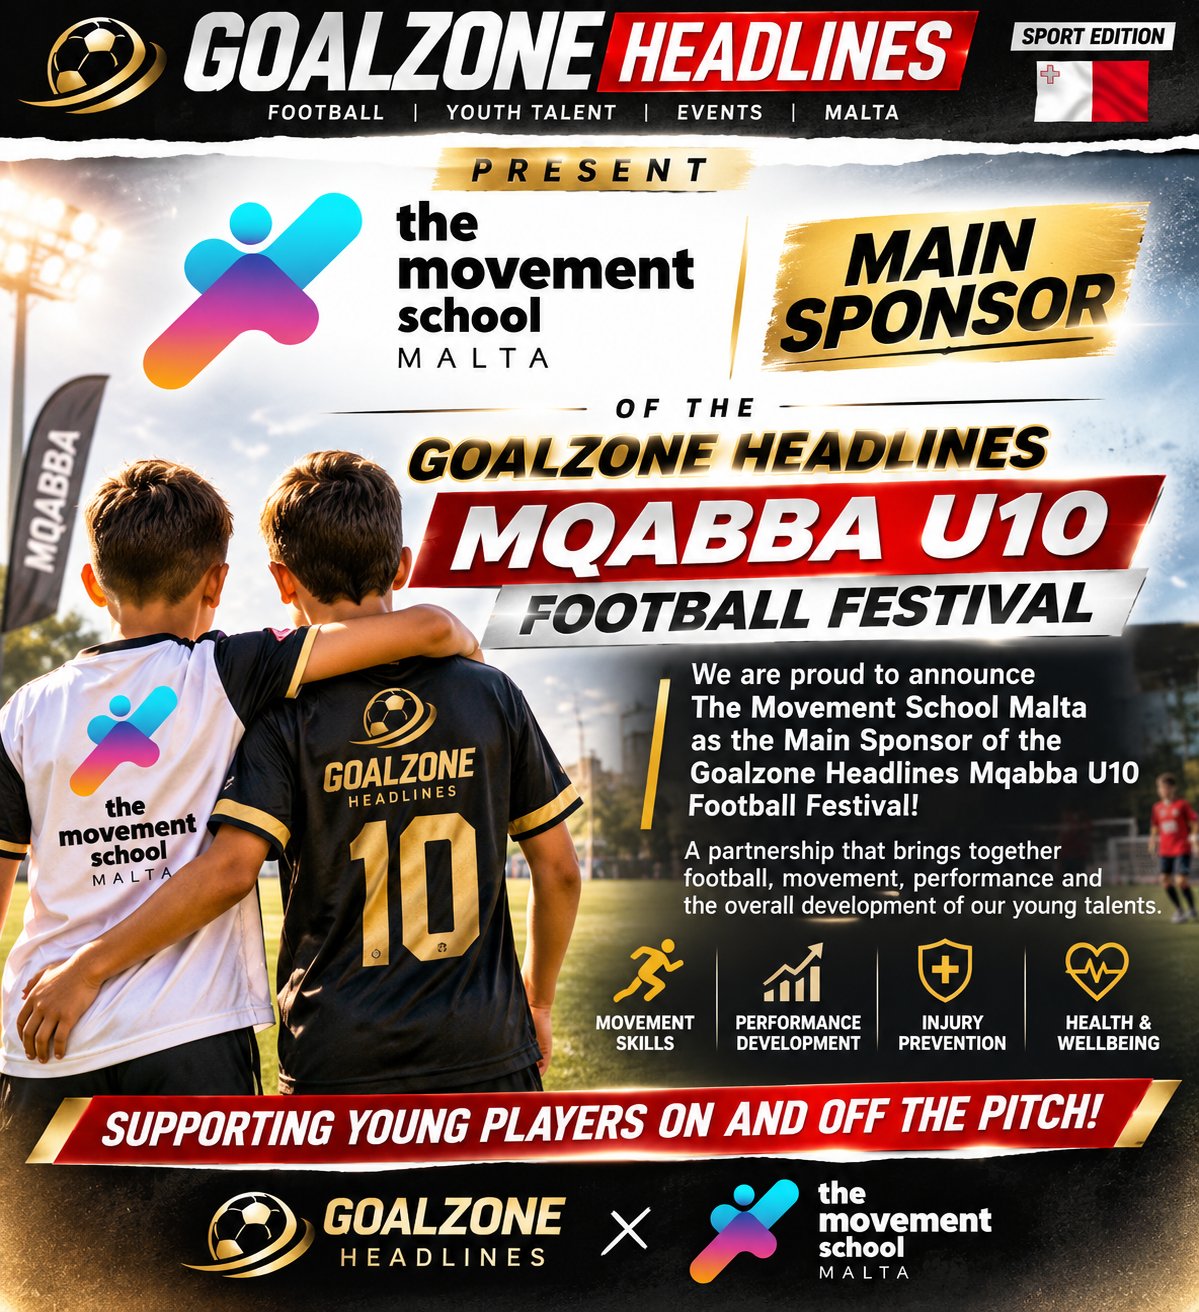 GOALZONE HEADLINES
SPORT EDITION
FOOTBALL | YOUTH TALENT | EVENTS | MALTA
PRESENT
the
movement
school
MALTA
MAIN
SPONSOR
OF THE
GOALZONE HEADLINES
MQABBA U10
FOOTBALL FESTIVAL
MQABBA
We are proud to announce
The Movement School Malta
as the Main Sponsor of the
Goalzone Headlines Mqabba U10
Football Festival!
A partnership that brings together
football, movement, performance and
the overall development of our young talents.
the
movement
school
MALTA
GOALZONE
HEADLINES
10
MOVEMENT
SKILLS
PERFORMANCE
DEVELOPMENT
INJURY
PREVENTION
HEALTH &
WELLBEING
SUPPORTING YOUNG PLAYERS ON AND OFF THE PITCH!
GOALZONE
HEADLINES
X
the
movement
school
MALTA